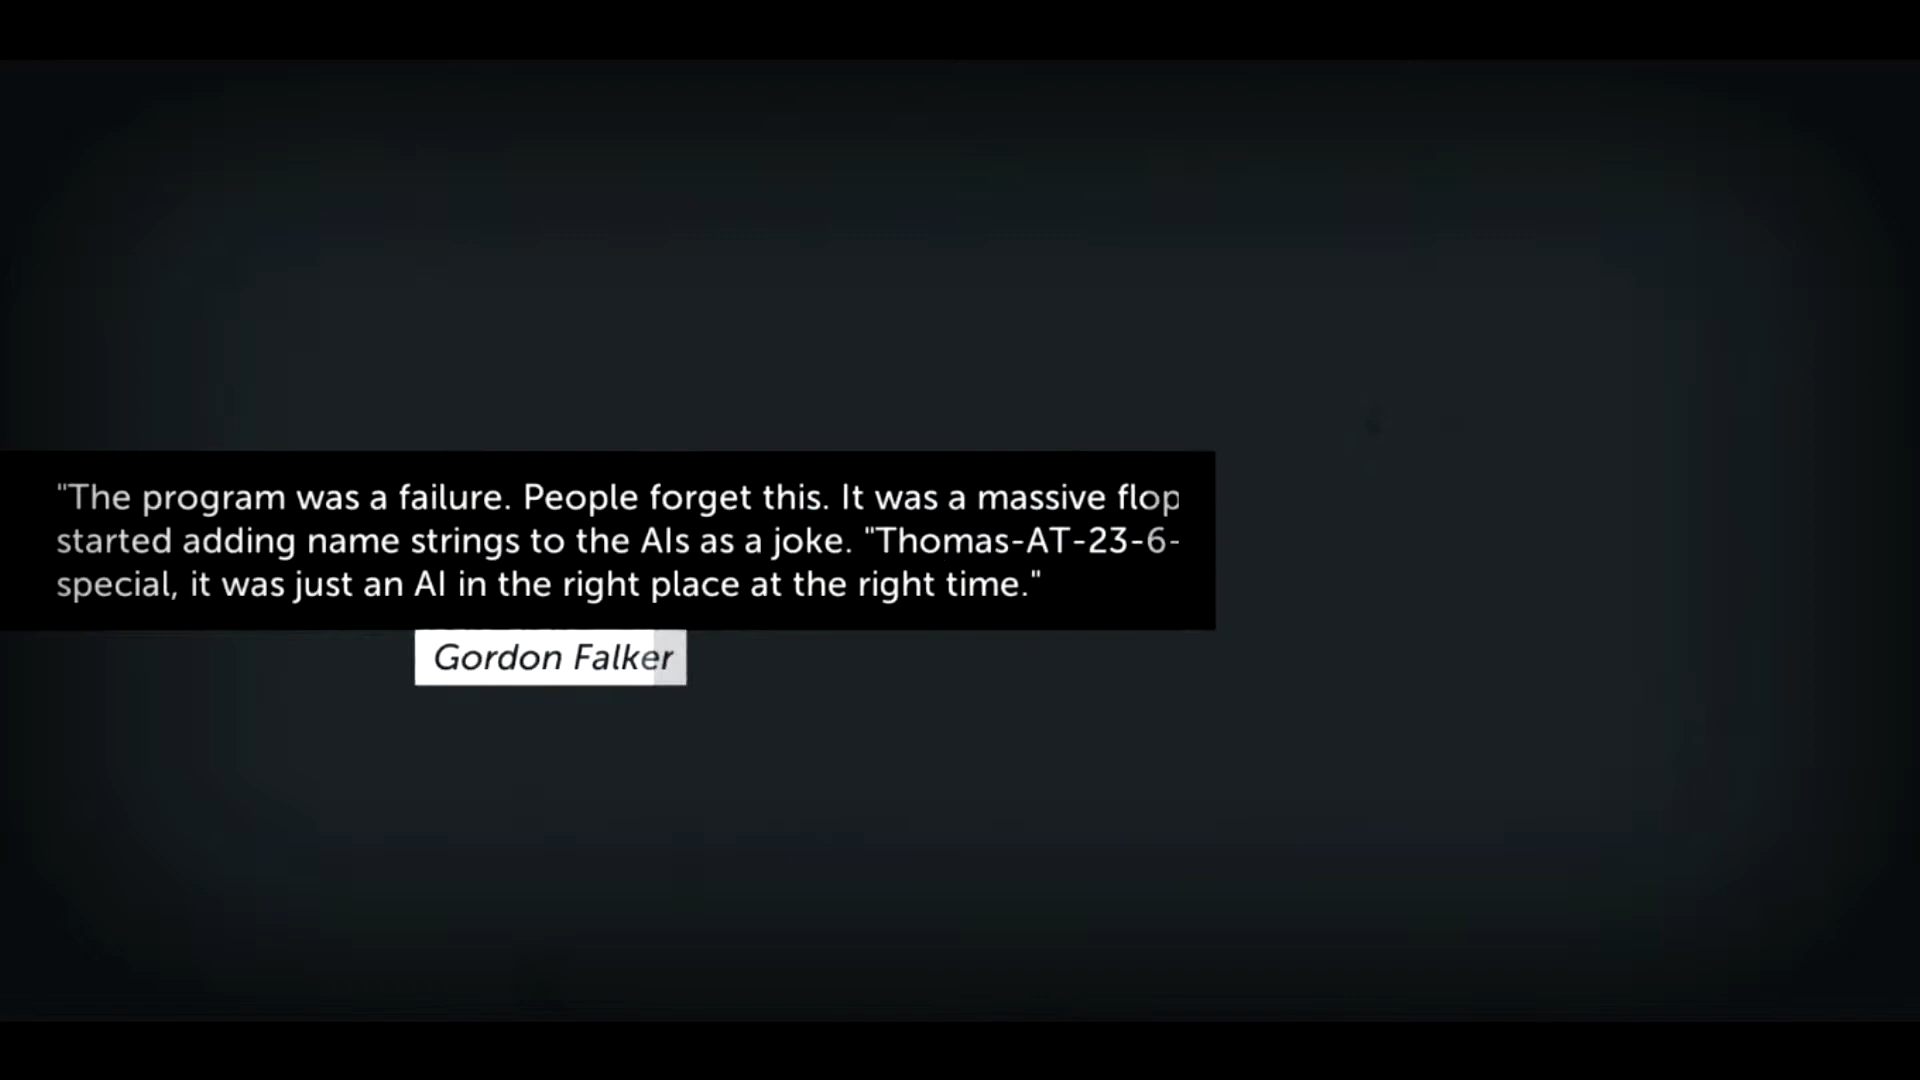 "The program was a failure. People forget this. It was a massive flop
started adding name strings to the AIs as a joke. "Thomas-AT-23-6-
special, it was just an AI in the right place at the right time."
Gordon Falker